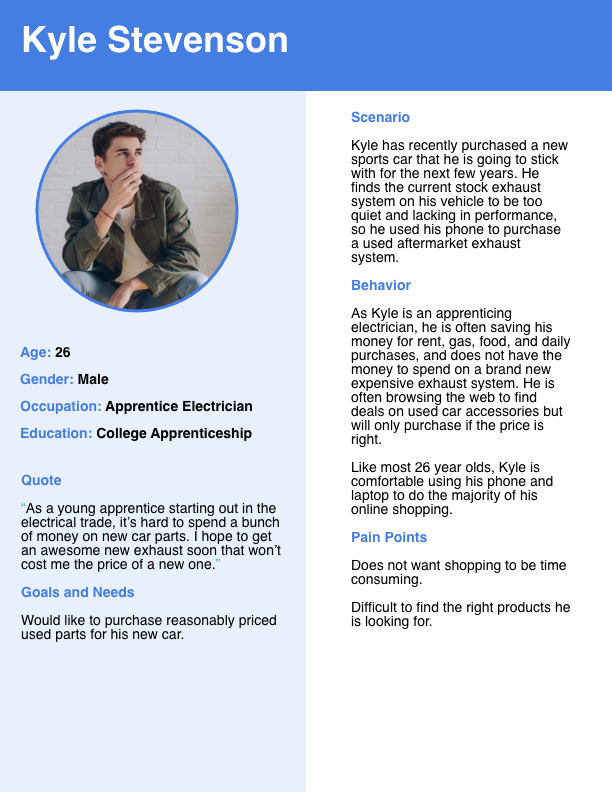 Kyle Stevenson
Age: 26
Gender: Male
Occupation: Apprentice Electrician
Education: College Apprenticeship
Quote
“As a young apprentice starting out in the
electrical trade, it’s hard to spend a bunch
of money on new car parts. I hope to get
an awesome new exhaust soon that won’t
cost me the price of a new one.”
Goals and Needs
Would like to purchase reasonably priced
used parts for his new car.
Scenario
Kyle has recently purchased a new
sports car that he is going to stick
with for the next few years. He
finds the current stock exhaust
system on his vehicle to be too
quiet and lacking in performance,
so he used his phone to purchase
a used aftermarket exhaust
system.
Behavior
As Kyle is an apprenticing
electrician, he is often saving his
money for rent, gas, food, and daily
purchases, and does not have the
money to spend on a brand new
expensive exhaust system. He is
often browsing the web to find
deals on used car accessories but
will only purchase if the price is
right.
Like most 26 year olds, Kyle is
comfortable using his phone and
laptop to do the majority of his
online shopping.
Pain Points
Does not want shopping to be time
consuming.
Difficult to find the right products he
is looking for.